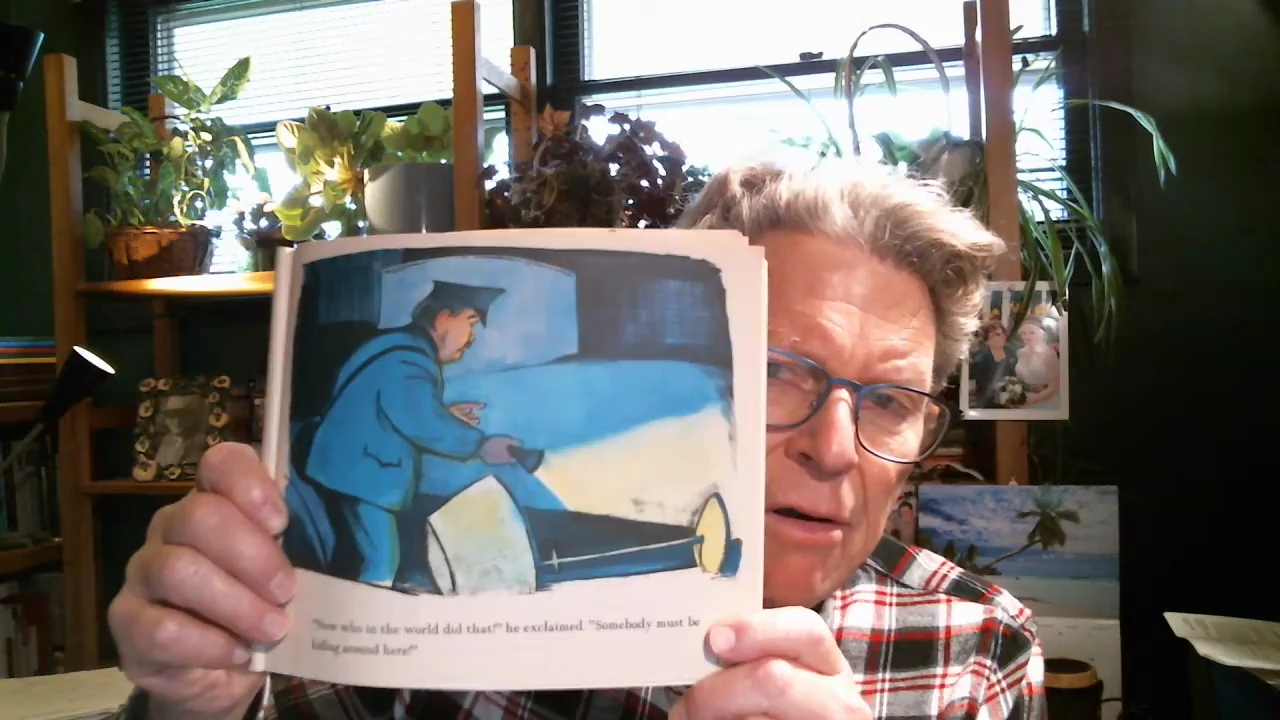 "Now who in the world did that?" he exclaimed. "Somebody must be
hiding around here!"